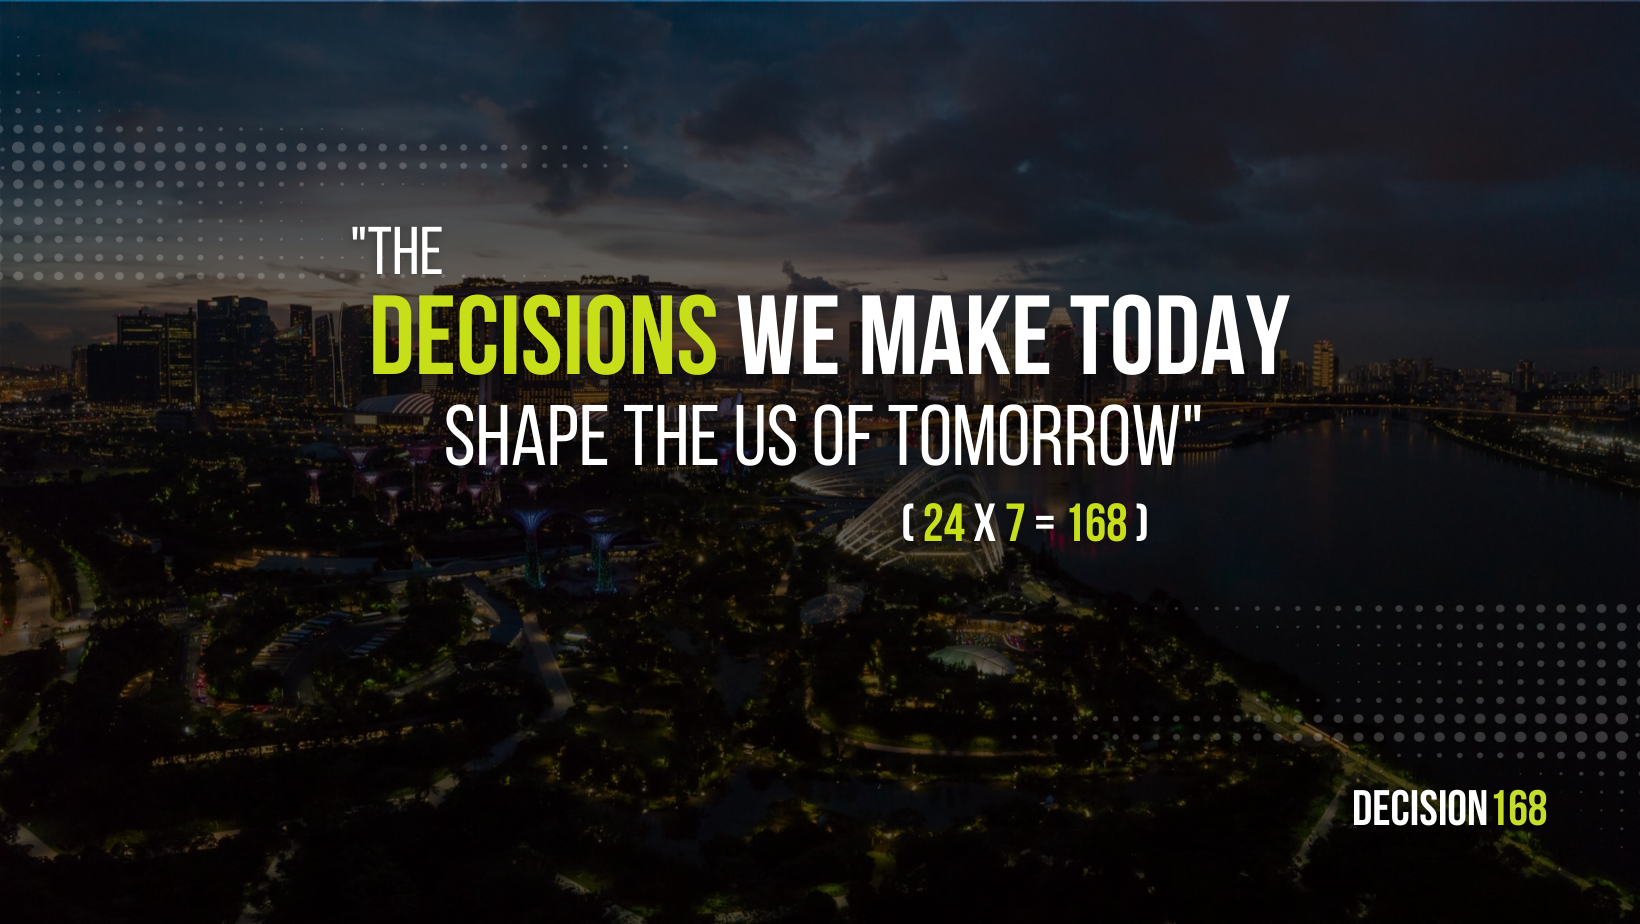 "THE
DECISIONS WE MAKE TODAY
SHAPE THE US OF TOMORROW"
( 24 X 7 = 168 )
DECISION168